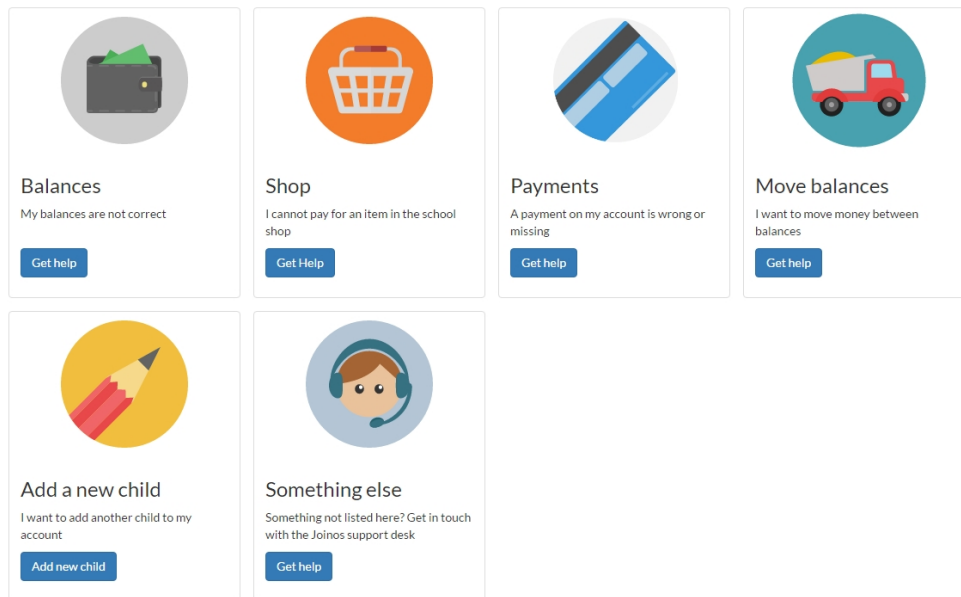 Balances
My balances are not correct
Get help
Shop
I cannot pay for an item in the school
shop
Get Help
Payments
A payment on my account is wrong or
missing
Get help
Move balances
I want to move money between
balances
Get help
Add a new child
I want to add another child to my
account
Add new child
Something else
Something not listed here? Get in touch
with the Joinos support desk
Get help